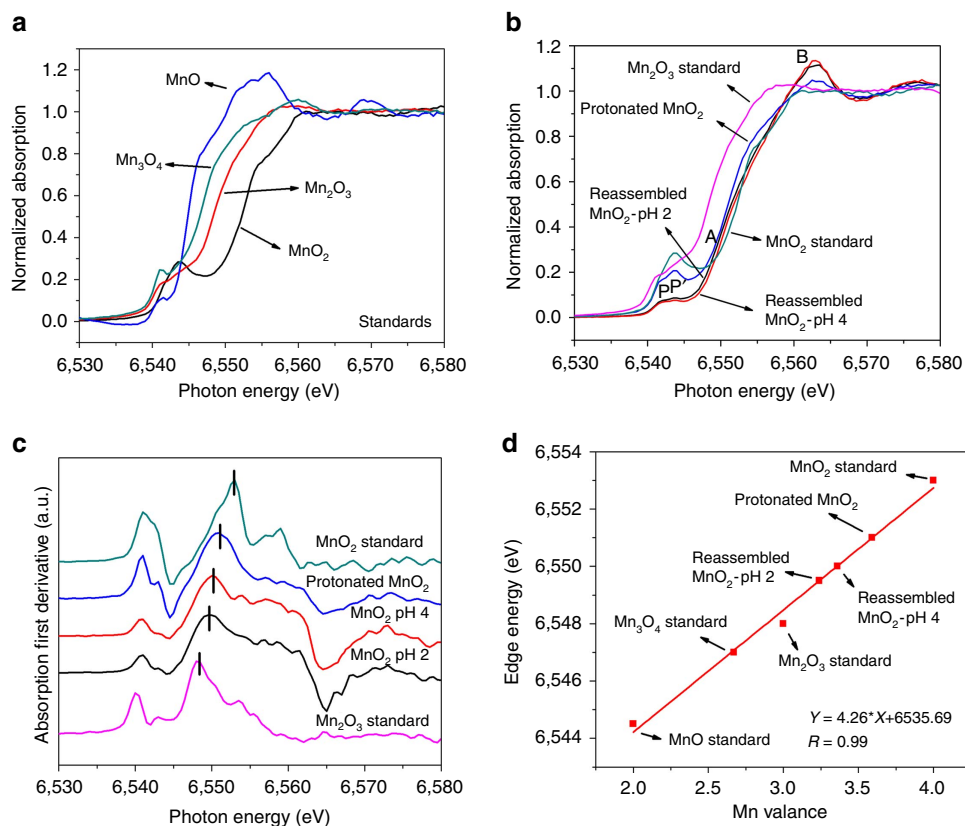 a
1.2
1.0
0.8
0.6
0.4
0.2
0.0
Normalized absorption
MnO
Mn3O4
Mn2O3
MnO2
Standards
6,530 6,540 6,550 6,560 6,570 6,580
Photon energy (eV)
b
1.2
1.0
0.8
0.6
0.4
0.2
0.0
Normalized absorption
B
Mn2O3 standard
Protonated MnO2
Reassembled
MnO2-pH 2
A
MnO2 standard
PP′
Reassembled
MnO2-pH 4
6,530 6,540 6,550 6,560 6,570 6,580
Photon energy (eV)
c
Absorption first derivative (a.u.)
MnO2 standard
Protonated MnO2
MnO2 pH 4
MnO2 pH 2
Mn2O3 standard
6,530 6,540 6,550 6,560 6,570 6,580
Photon energy (eV)
d
6,554
6,552
6,550
6,548
6,546
6,544
Edge energy (eV)
MnO2 standard
Protonated MnO2
Reassembled
MnO2-pH 2
Reassembled
MnO2-pH 4
Mn3O4 standard
Mn2O3 standard
MnO standard
Y = 4.26*X+6535.69
R = 0.99
2.0 2.5 3.0 3.5 4.0
Mn valance